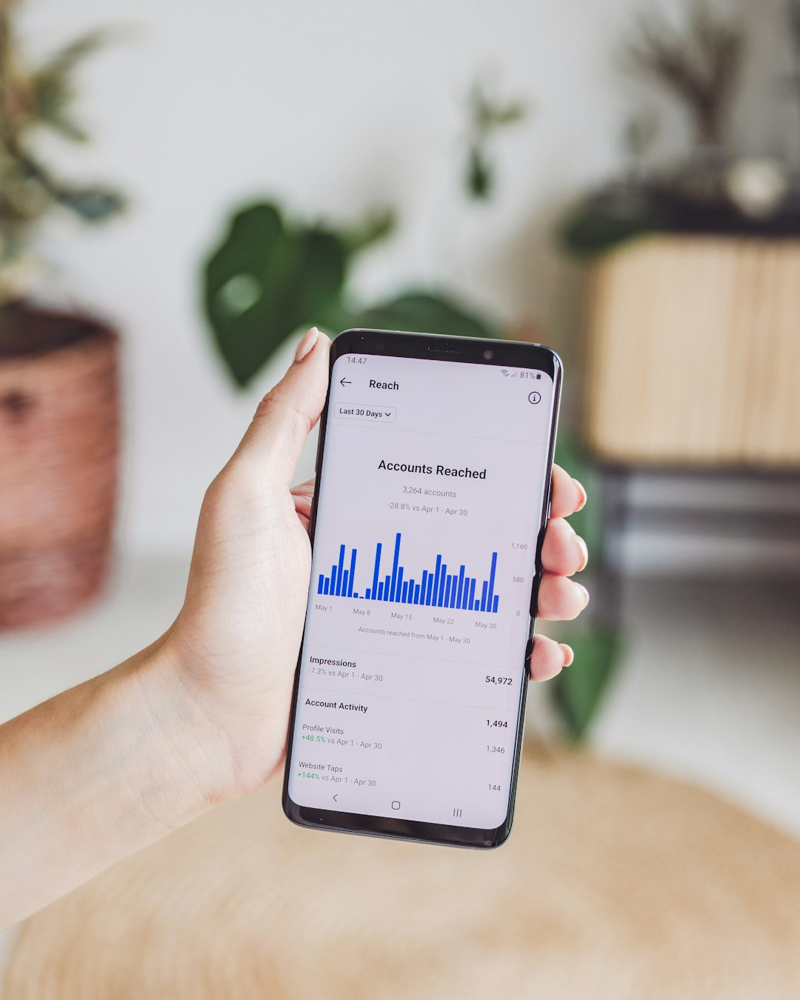 14:47 81%
Reach
Last 30 Days
Accounts Reached
3,264 accounts
-28.8% vs Apr 1 - Apr 30
1,160
580
0
May 1 May 8 May 15 May 22 May 30
Accounts reached from May 1 - May 30
Impressions
54,972
-7.3% vs Apr 1 - Apr 30
Account Activity
1,494
Profile Visits
1,346
+48.5% vs Apr 1 - Apr 30
Website Taps
144
+144% vs Apr 1 - Apr 30